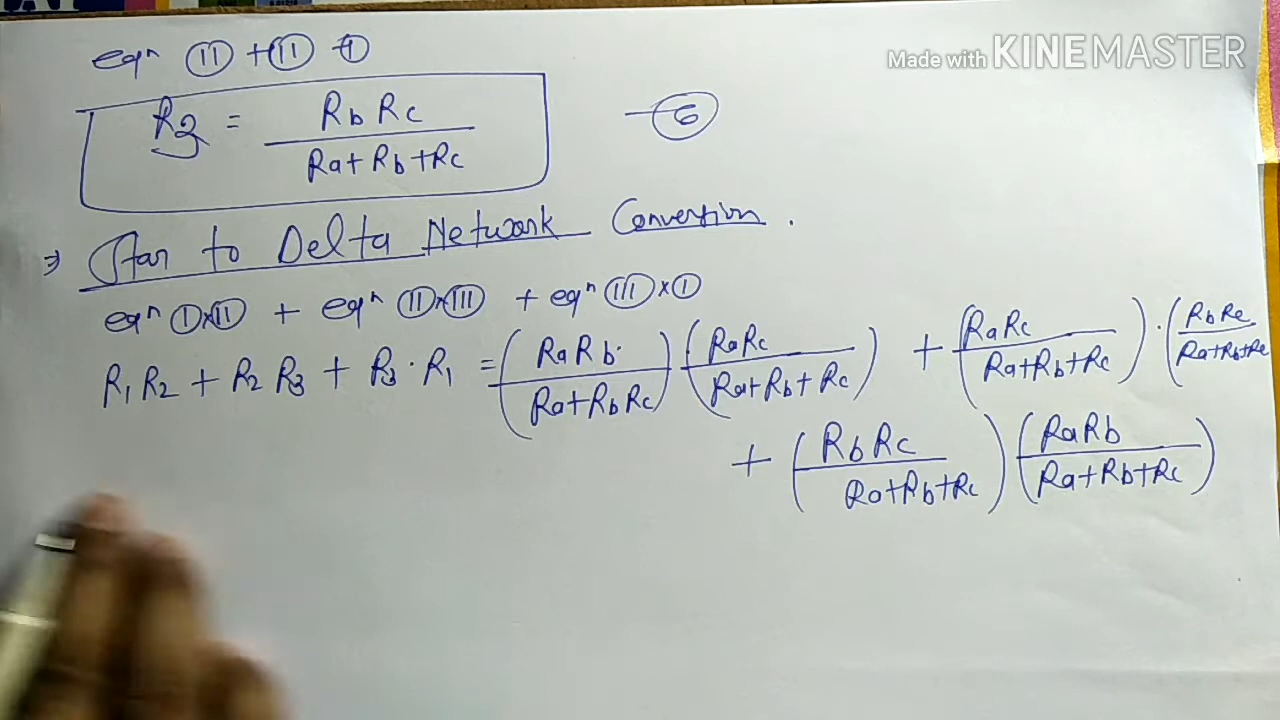 Made with KINEMASTER
eqn II + III - I
R3 = RbRc / Ra+Rb+Rc — 6
⇒ Star to Delta Network Convertion.
eqn I×II + eqn II×III + eqn III×I
R1R2 + R2R3 + R3·R1 = (RaRb / Ra+RbRc) (RaRc / Ra+Rb+Rc) + (RaRc / Ra+Rb+Rc) · (RbRc / Ra+Rb+Rc)
+ (RbRc / Ra+Rb+Rc) (RaRb / Ra+Rb+Rc)